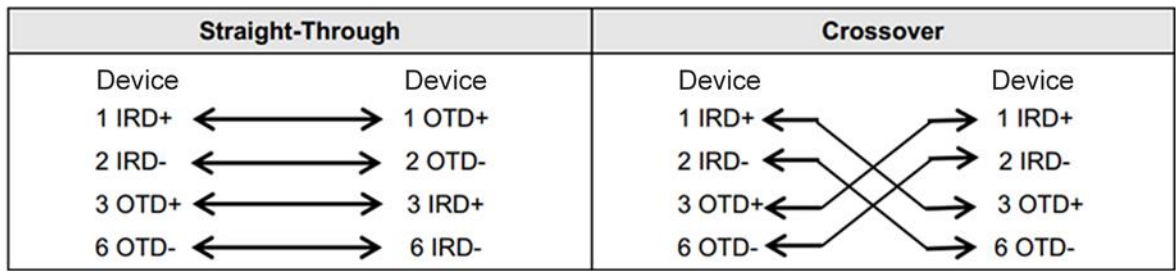 Straight-Through Crossover
Device Device Device Device
1 IRD+ 1 OTD+ 1 IRD+ 1 IRD+
2 IRD- 2 OTD- 2 IRD- 2 IRD-
3 OTD+ 3 IRD+ 3 OTD+ 3 OTD+
6 OTD- 6 IRD- 6 OTD- 6 OTD-